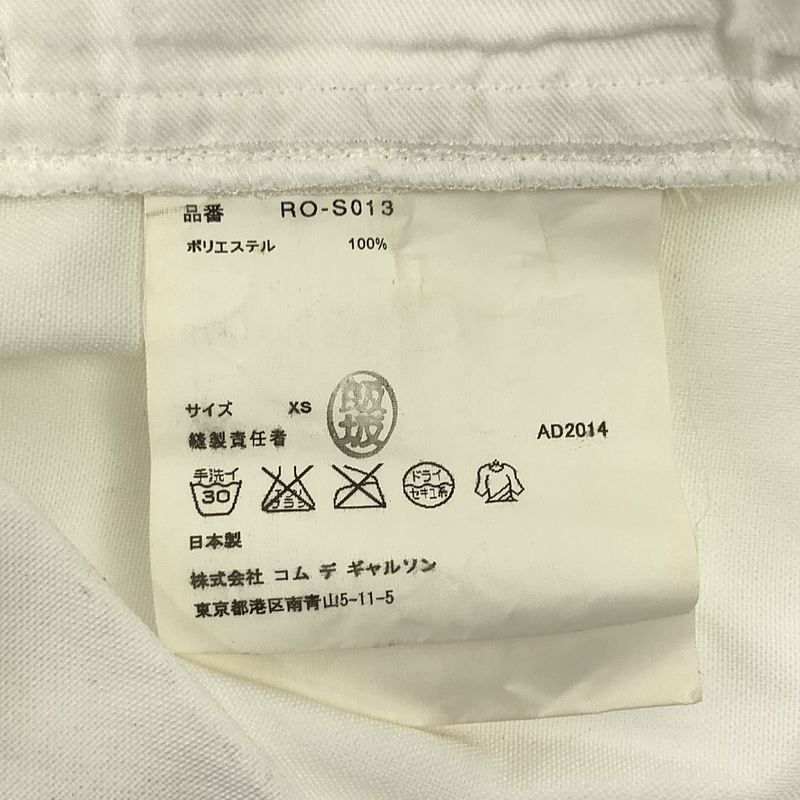 品番 RO-S013
ポリエステル 100%
サイズ XS
飯坂
縫製責任者
AD2014
手洗イ
30
ドライ
セキユ系
日本製
株式会社 コム デ ギャルソン
東京都港区南青山5-11-5